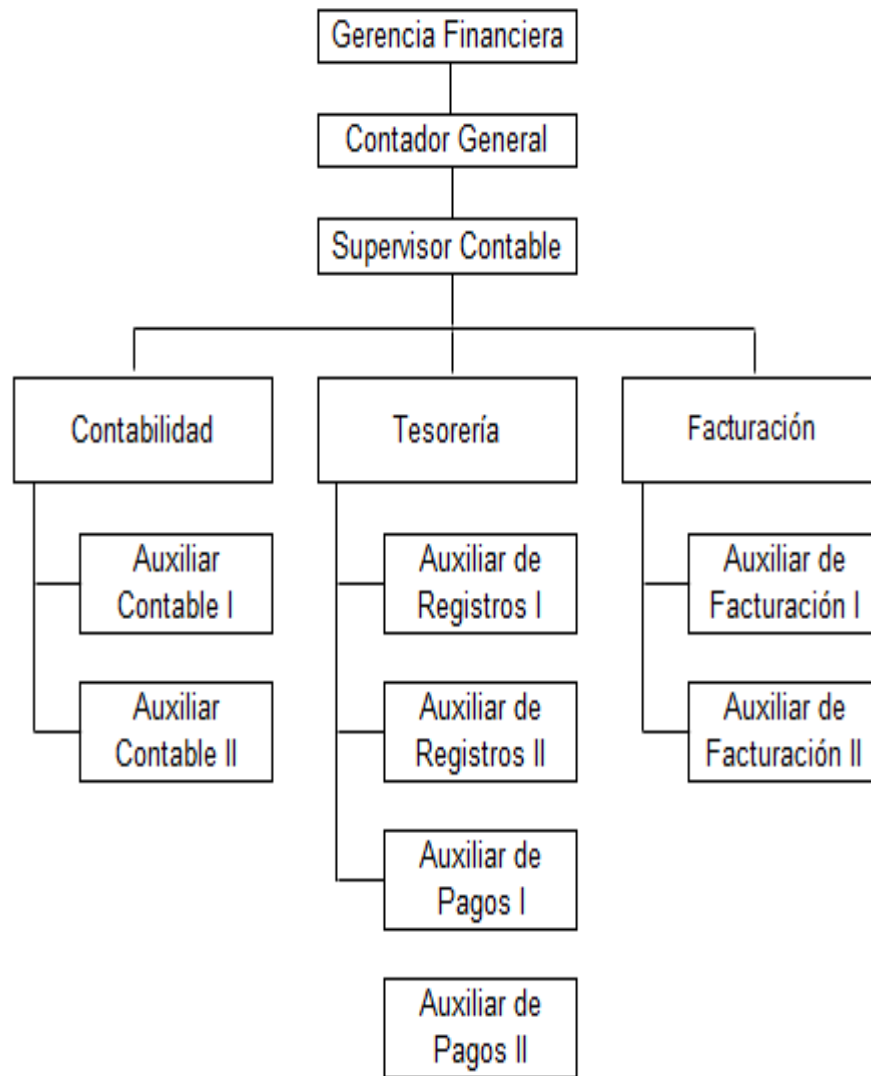 Gerencia Financiera
Contador General
Supervisor Contable
Contabilidad
Tesorería
Facturación
Auxiliar
Contable I
Auxiliar
Contable II
Auxiliar de
Registros I
Auxiliar de
Registros II
Auxiliar de
Pagos I
Auxiliar de
Pagos II
Auxiliar de
Facturación I
Auxiliar de
Facturación II